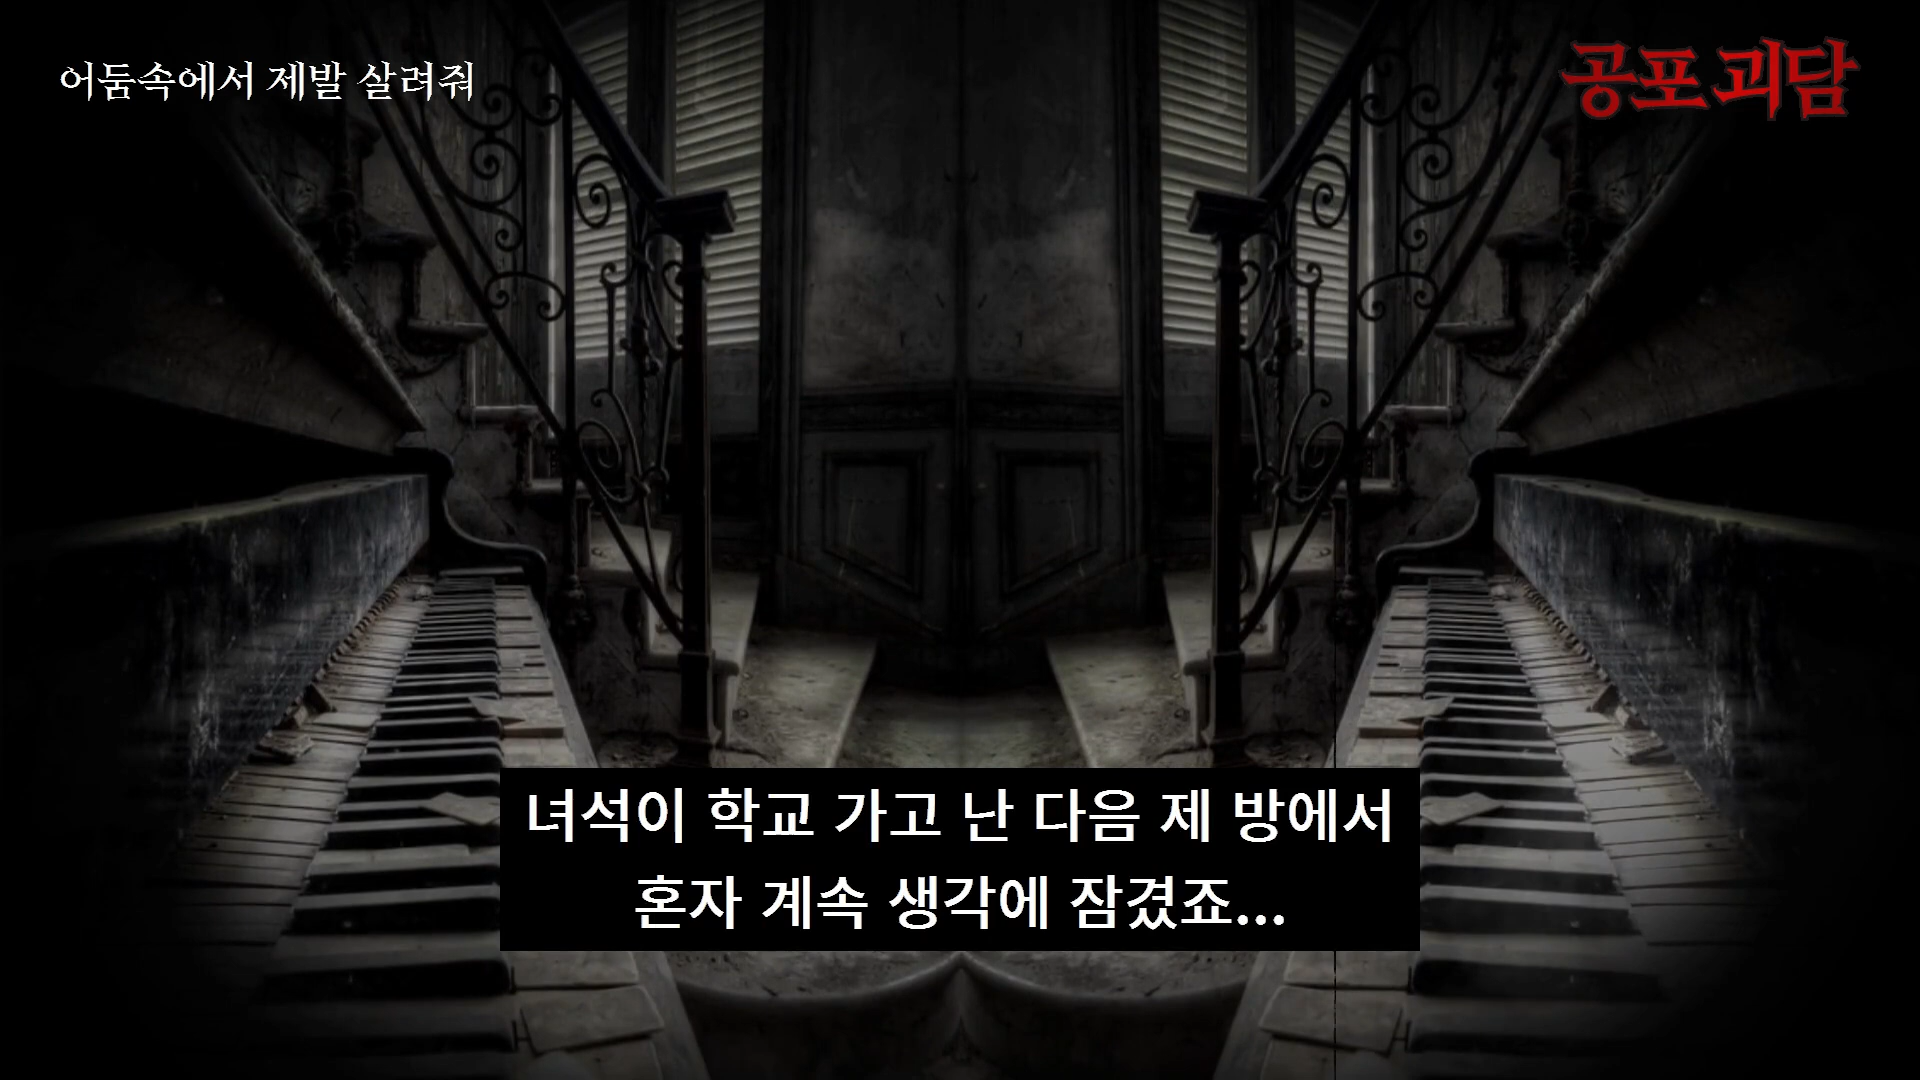 어둠속에서 제발 살려줘
공포 괴담
녀석이 학교 가고 난 다음 제 방에서
혼자 계속 생각에 잠겼죠...